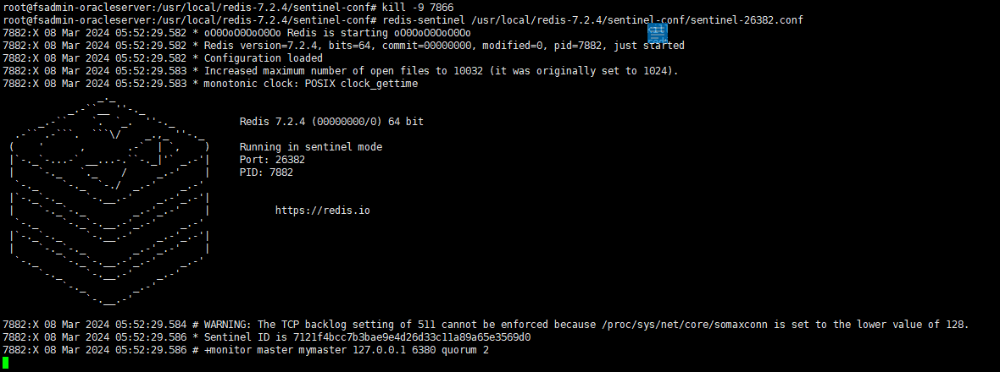 root@fsadmin-oracleserver:/usr/local/redis-7.2.4/sentinel-conf# kill -9 7866
root@fsadmin-oracleserver:/usr/local/redis-7.2.4/sentinel-conf# redis-sentinel /usr/local/redis-7.2.4/sentinel-conf/sentinel-26382.conf
7882:X 08 Mar 2024 05:52:29.582 * oO0OoO0OoO0Oo Redis is starting oO0OoO0OoO0Oo
7882:X 08 Mar 2024 05:52:29.582 * Redis version=7.2.4, bits=64, commit=00000000, modified=0, pid=7882, just started
7882:X 08 Mar 2024 05:52:29.582 * Configuration loaded
7882:X 08 Mar 2024 05:52:29.583 * Increased maximum number of open files to 10032 (it was originally set to 1024).
7882:X 08 Mar 2024 05:52:29.583 * monotonic clock: POSIX clock_gettime
Redis 7.2.4 (00000000/0) 64 bit
Running in sentinel mode
Port: 26382
PID: 7882
https://redis.io
7882:X 08 Mar 2024 05:52:29.584 # WARNING: The TCP backlog setting of 511 cannot be enforced because /proc/sys/net/core/somaxconn is set to the lower value of 128.
7882:X 08 Mar 2024 05:52:29.586 * Sentinel ID is 7121f4bcc7b3bae9e4d26d33c11a89a65e3569d0
7882:X 08 Mar 2024 05:52:29.586 # +monitor master mymaster 127.0.0.1 6380 quorum 2